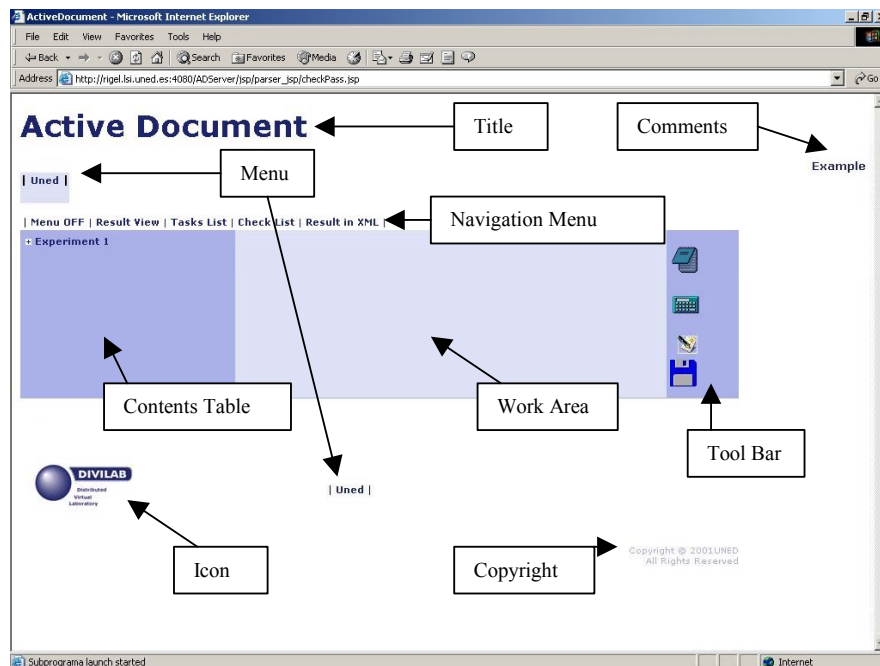 ActiveDocument - Microsoft Internet Explorer
File Edit View Favorites Tools Help
Back Search Favorites Media
Address http://rigel.lsi.uned.es:4080/ADServer/jsp/parser_jsp/checkPass.jsp Go
Active Document
Title
Comments
Example
| Uned |
Menu
| Menu OFF | Result View | Tasks List | Check List | Result in XML |
Navigation Menu
+ Experiment 1
Contents Table
Work Area
Tool Bar
DIVILAB
Distributed
Virtual
Laboratory
| Uned |
Icon
Copyright
Copyright @ 2001UNED
All Rights Reserved
Subprograma launch started Internet